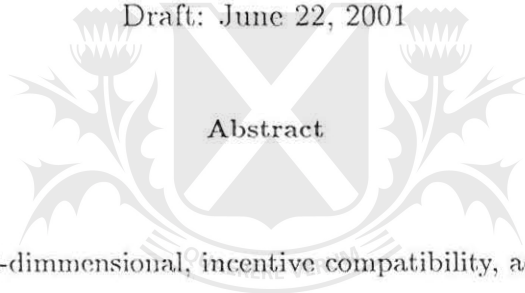 Draft: June 22, 2001
Abstract
-dimmensional, incentive compatibility, a